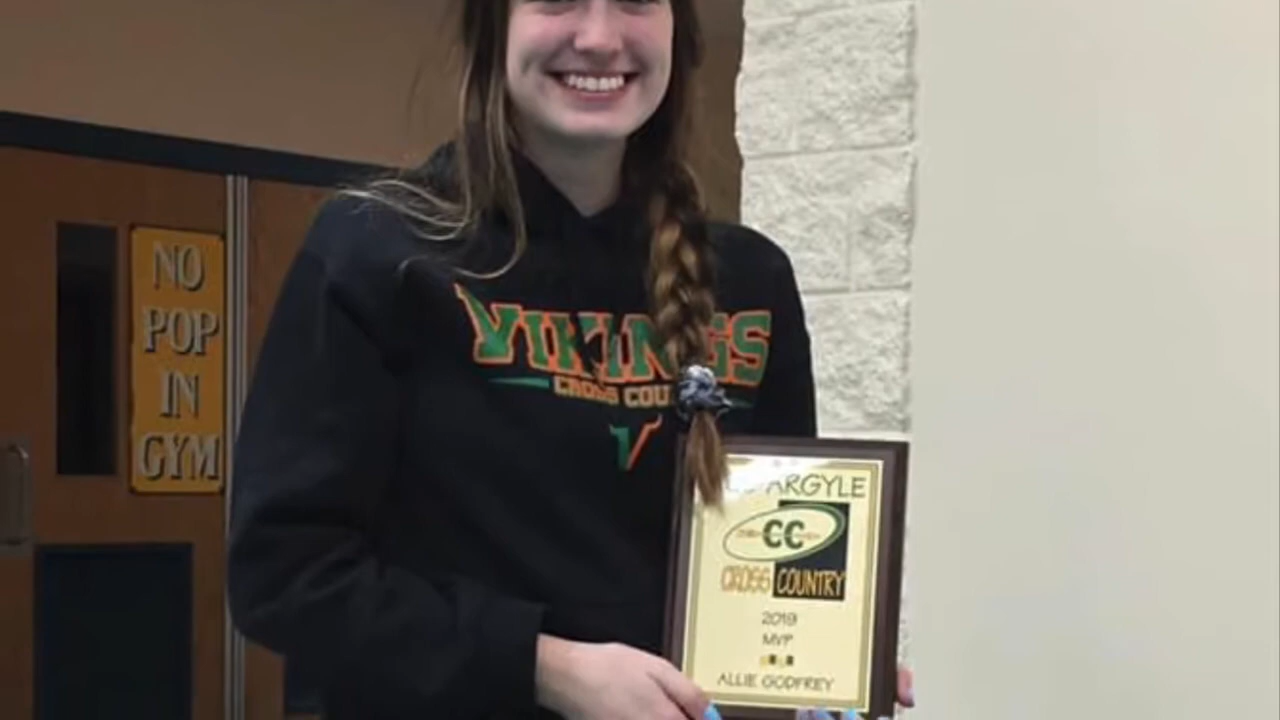 NO
POP
IN
GYM
VIKINGS
CROSS COU
ARGYLE
CC
CROSS COUNTRY
2019
MVP
ALLIE GODFREY